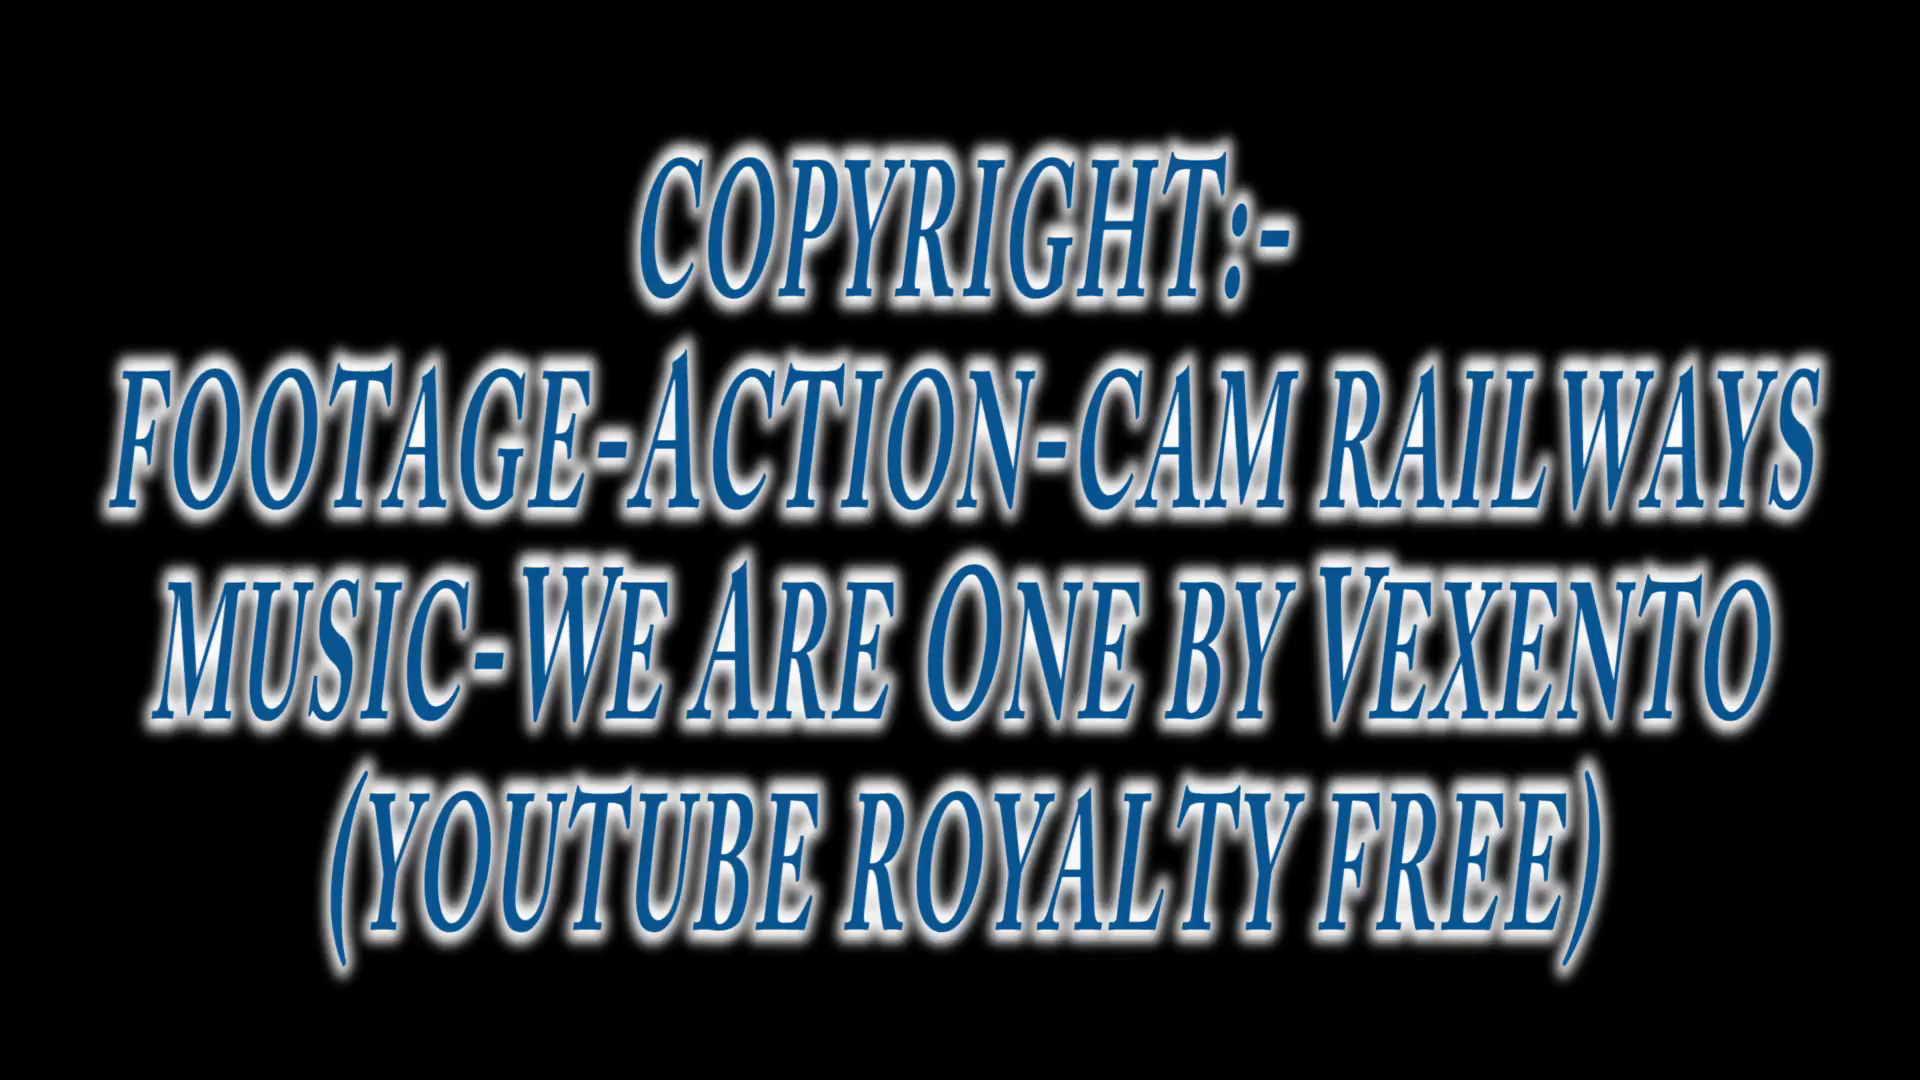 COPYRIGHT:-
FOOTAGE-ACTION-CAM RAILWAYS
MUSIC-WE ARE ONE BY VEXENTO
(YOUTUBE ROYALTY FREE)